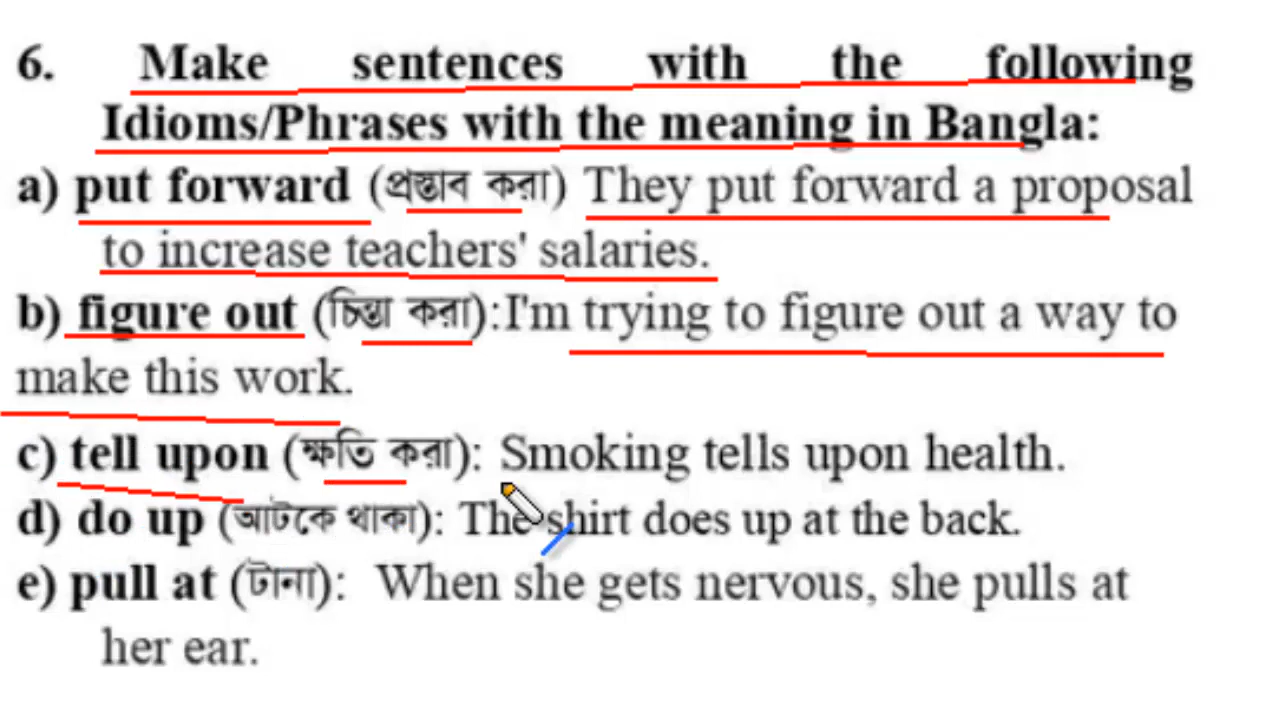 6. Make sentences with the following
Idioms/Phrases with the meaning in Bangla:
a) put forward (প্রস্তাব করা) They put forward a proposal
to increase teachers' salaries.
b) figure out (চিন্তা করা):I'm trying to figure out a way to
make this work.
c) tell upon (ক্ষতি করা): Smoking tells upon health.
d) do up (আটকে থাকা): The shirt does up at the back.
e) pull at (টানা): When she gets nervous, she pulls at
her ear.